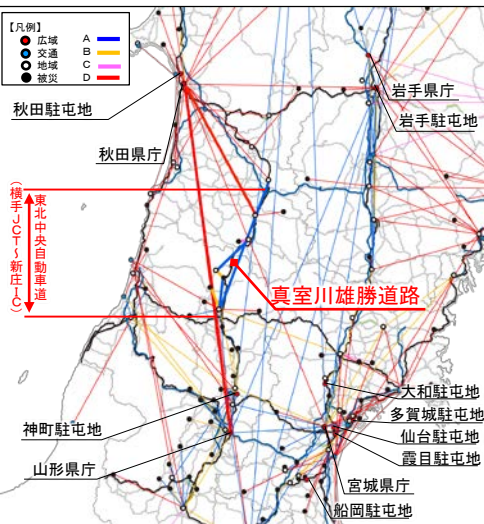 【凡例】
広域 A
交通 B
地域 C
被災 D
秋田駐屯地
秋田県庁
岩手県庁
岩手駐屯地
東北中央自動車道
(横手JCT~新庄IC)
真室川雄勝道路
神町駐屯地
山形県庁
大和駐屯地
多賀城駐屯地
仙台駐屯地
霞目駐屯地
宮城県庁
船岡駐屯地